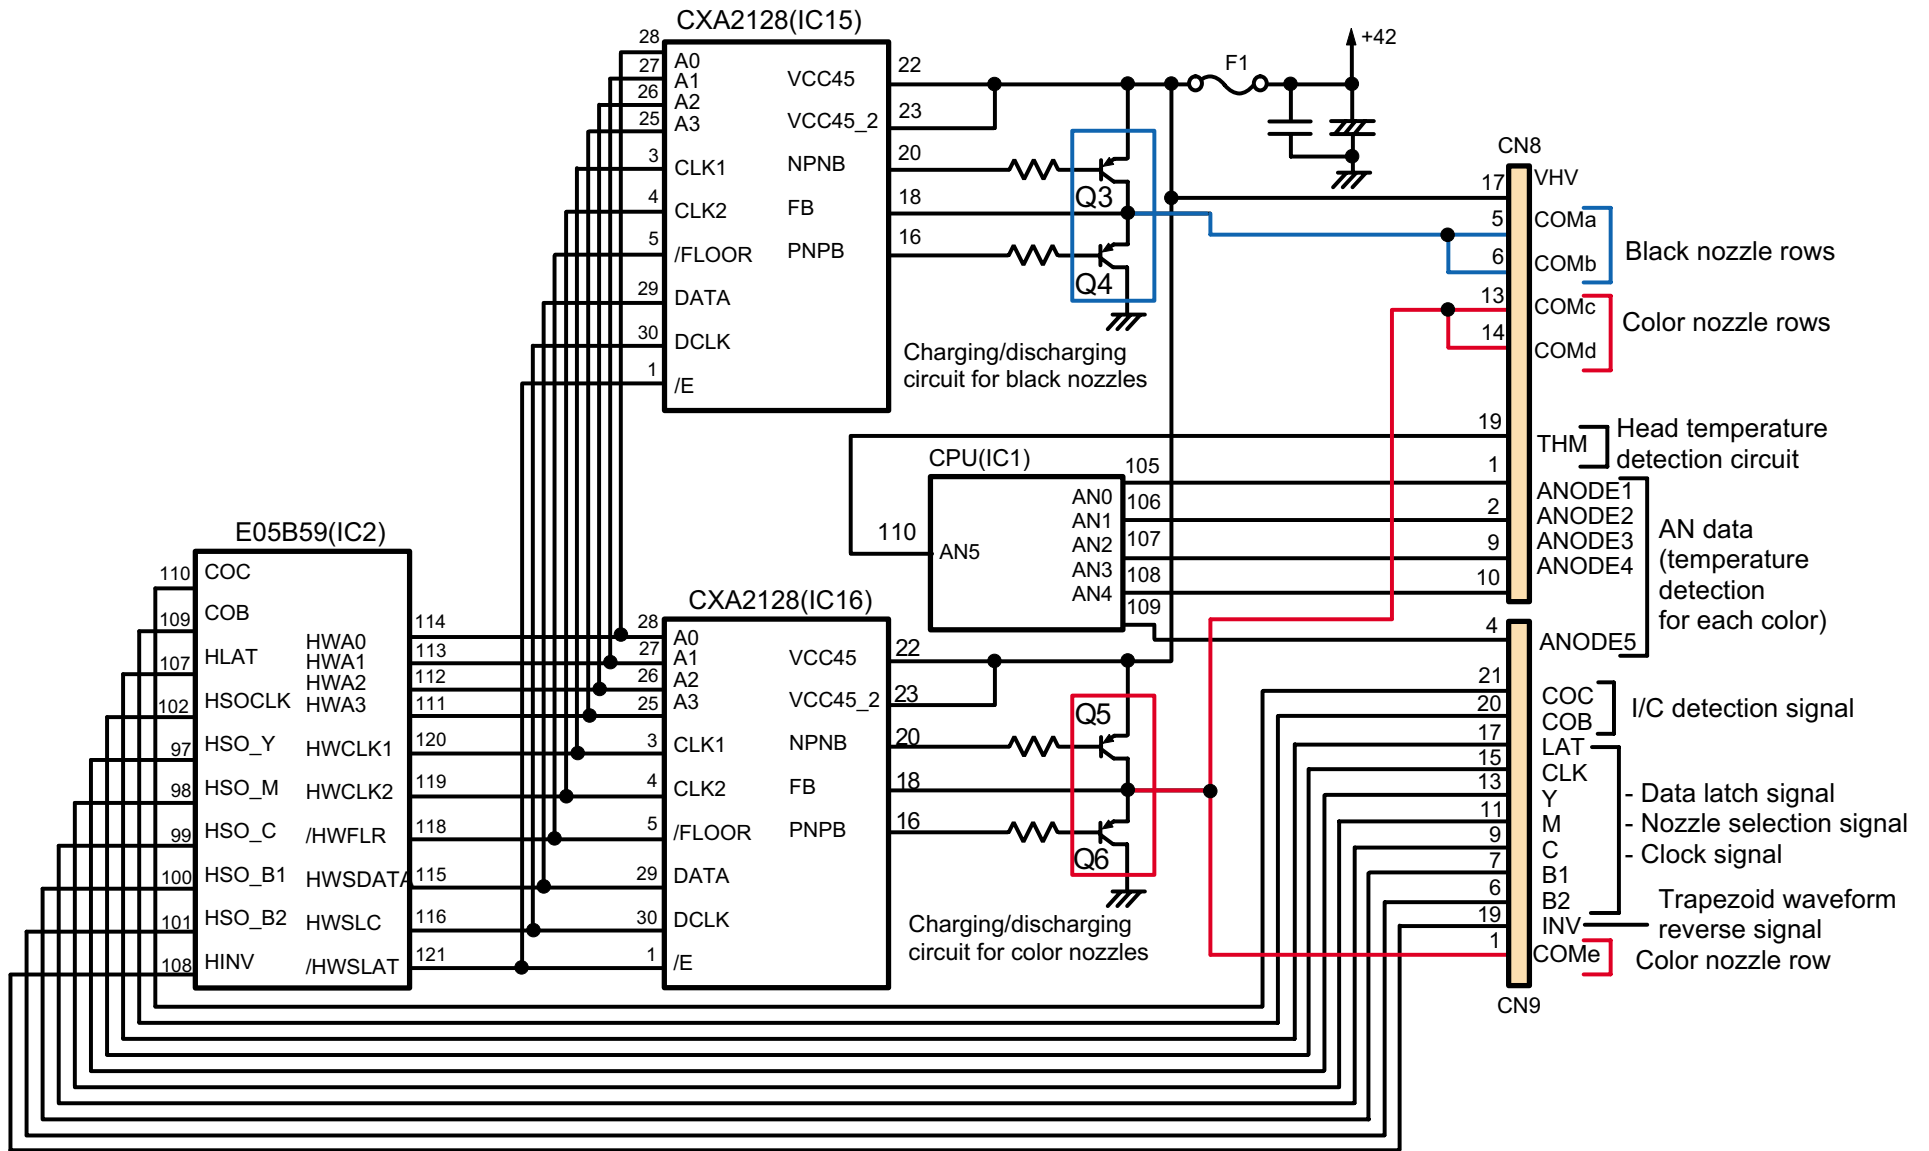 CXA2128(IC15)
28
27
26
25
3
4
5
29
30
1
A0
A1
A2
A3
CLK1
CLK2
/FLOOR
DATA
DCLK
/E
VCC45
VCC45_2
NPNB
FB
PNPB
22
23
20
18
16
Q3
Q4
F1
+42
Charging/discharging
circuit for black nozzles
CN8
17
5
6
13
14
19
1
2
9
10
VHV
COMa
COMb
COMc
COMd
THM
ANODE1
ANODE2
ANODE3
ANODE4
Black nozzle rows
Color nozzle rows
Head temperature
detection circuit
AN data
(temperature
detection
for each color)
CPU(IC1)
110
AN5
AN0
AN1
AN2
AN3
AN4
105
106
107
108
109
E05B59(IC2)
110
109
107
102
97
98
99
100
101
108
COC
COB
HLAT
HSOCLK
HSO_Y
HSO_M
HSO_C
HSO_B1
HSO_B2
HINV
HWA0
HWA1
HWA2
HWA3
HWCLK1
HWCLK2
/HWFLR
HWSDATA
HWSLC
/HWSLAT
114
113
112
111
120
119
118
115
116
121
CXA2128(IC16)
28
27
26
25
3
4
5
29
30
1
A0
A1
A2
A3
CLK1
CLK2
/FLOOR
DATA
DCLK
/E
VCC45
VCC45_2
NPNB
FB
PNPB
22
23
20
18
16
Q5
Q6
Charging/discharging
circuit for color nozzles
4
21
20
17
15
13
11
9
7
6
19
1
ANODE5
COC
COB
LAT
CLK
Y
M
C
B1
B2
INV
COMe
I/C detection signal
- Data latch signal
- Nozzle selection signal
- Clock signal
Trapezoid waveform
reverse signal
Color nozzle row
CN9